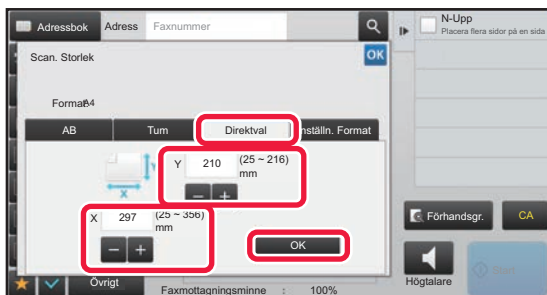 Adressbok Adress Faxnummer
N-Upp
Placera flera sidor på en sida
Scan. Storlek
OK
Format A4
AB Tum Direktval Inställn. Format
Y
Y 210 (25 ~ 216)
mm
X
X 297 (25 ~ 356)
mm
OK
Förhandsgr. CA
Övrigt
Faxmottagningsminne : 100%
Högtalare
Start